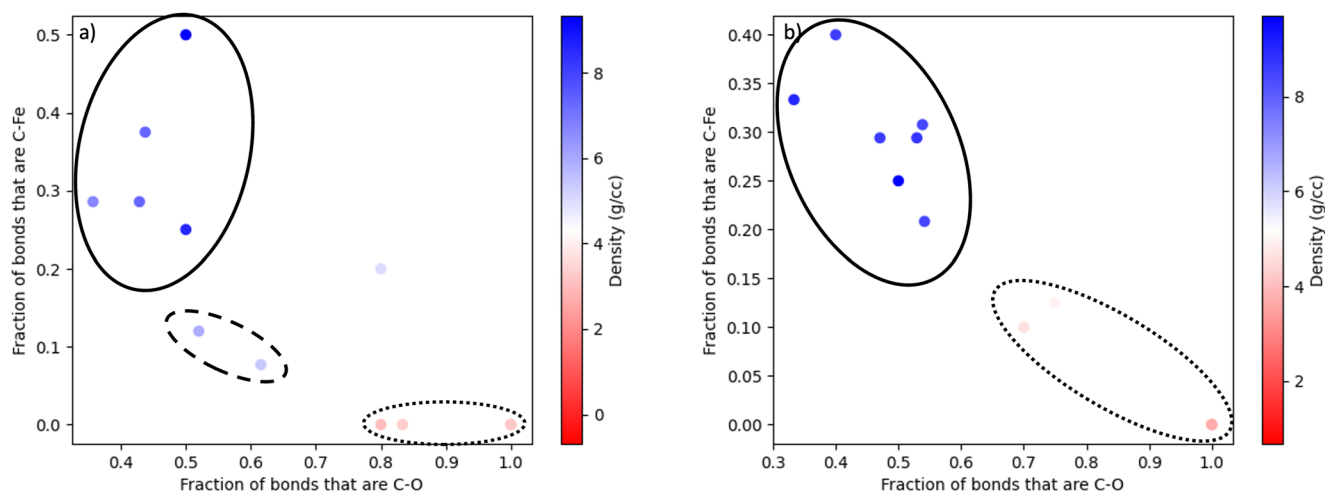 a)
Fraction of bonds that are C-Fe
0.5
0.4
0.3
0.2
0.1
0.0
0.4 0.5 0.6 0.7 0.8 0.9 1.0
Fraction of bonds that are C-O
8
6
4
2
0
Density (g/cc)
b)
Fraction of bonds that are C-Fe
0.40
0.35
0.30
0.25
0.20
0.15
0.10
0.05
0.00
0.3 0.4 0.5 0.6 0.7 0.8 0.9 1.0
Fraction of bonds that are C-O
8
6
4
2
Density (g/cc)